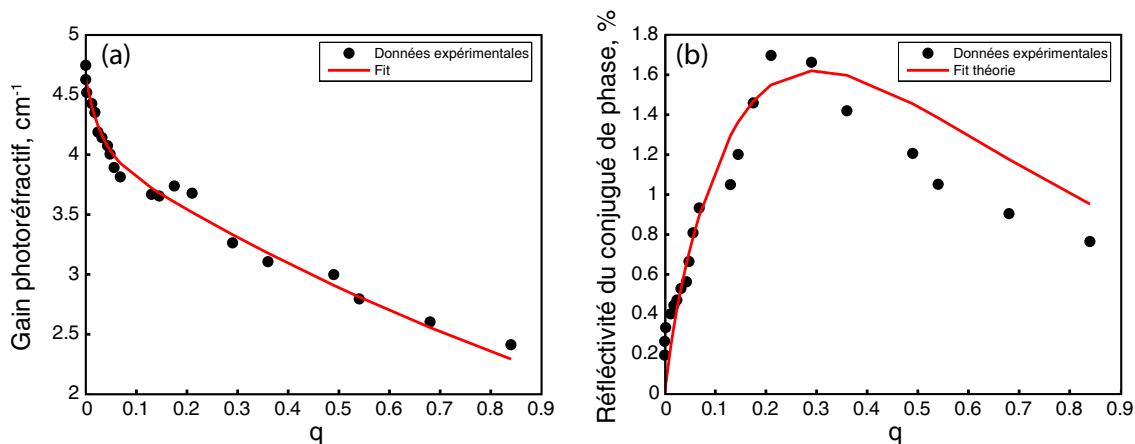 (a)
Données expérimentales
Fit
Gain photoréfractif, cm-1
5
4.5
4
3.5
3
2.5
2
0 0.1 0.2 0.3 0.4 0.5 0.6 0.7 0.8 0.9
q
(b)
Données expérimentales
Fit théorie
Réfléctivité du conjugué de phase, %
1.8
1.6
1.4
1.2
1
0.8
0.6
0.4
0.2
0
0 0.1 0.2 0.3 0.4 0.5 0.6 0.7 0.8 0.9
q